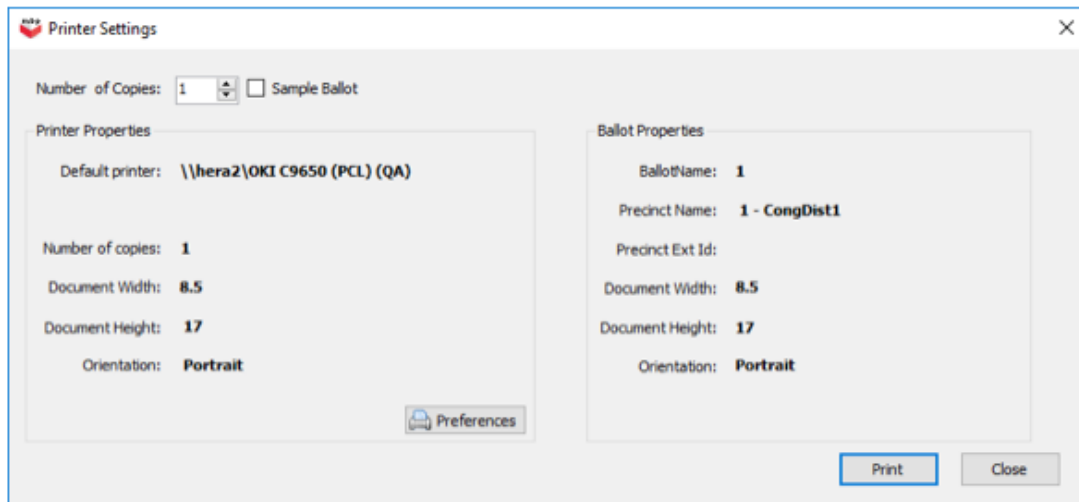 Printer Settings
Number of Copies: 1 Sample Ballot
Printer Properties
Default printer: \\hera2\OKI C9650 (PCL) (QA)
Number of copies: 1
Document Width: 8.5
Document Height: 17
Orientation: Portrait
Preferences
Ballot Properties
BallotName: 1
Precinct Name: 1 - CongDist1
Precinct Ext Id:
Document Width: 8.5
Document Height: 17
Orientation: Portrait
Print Close